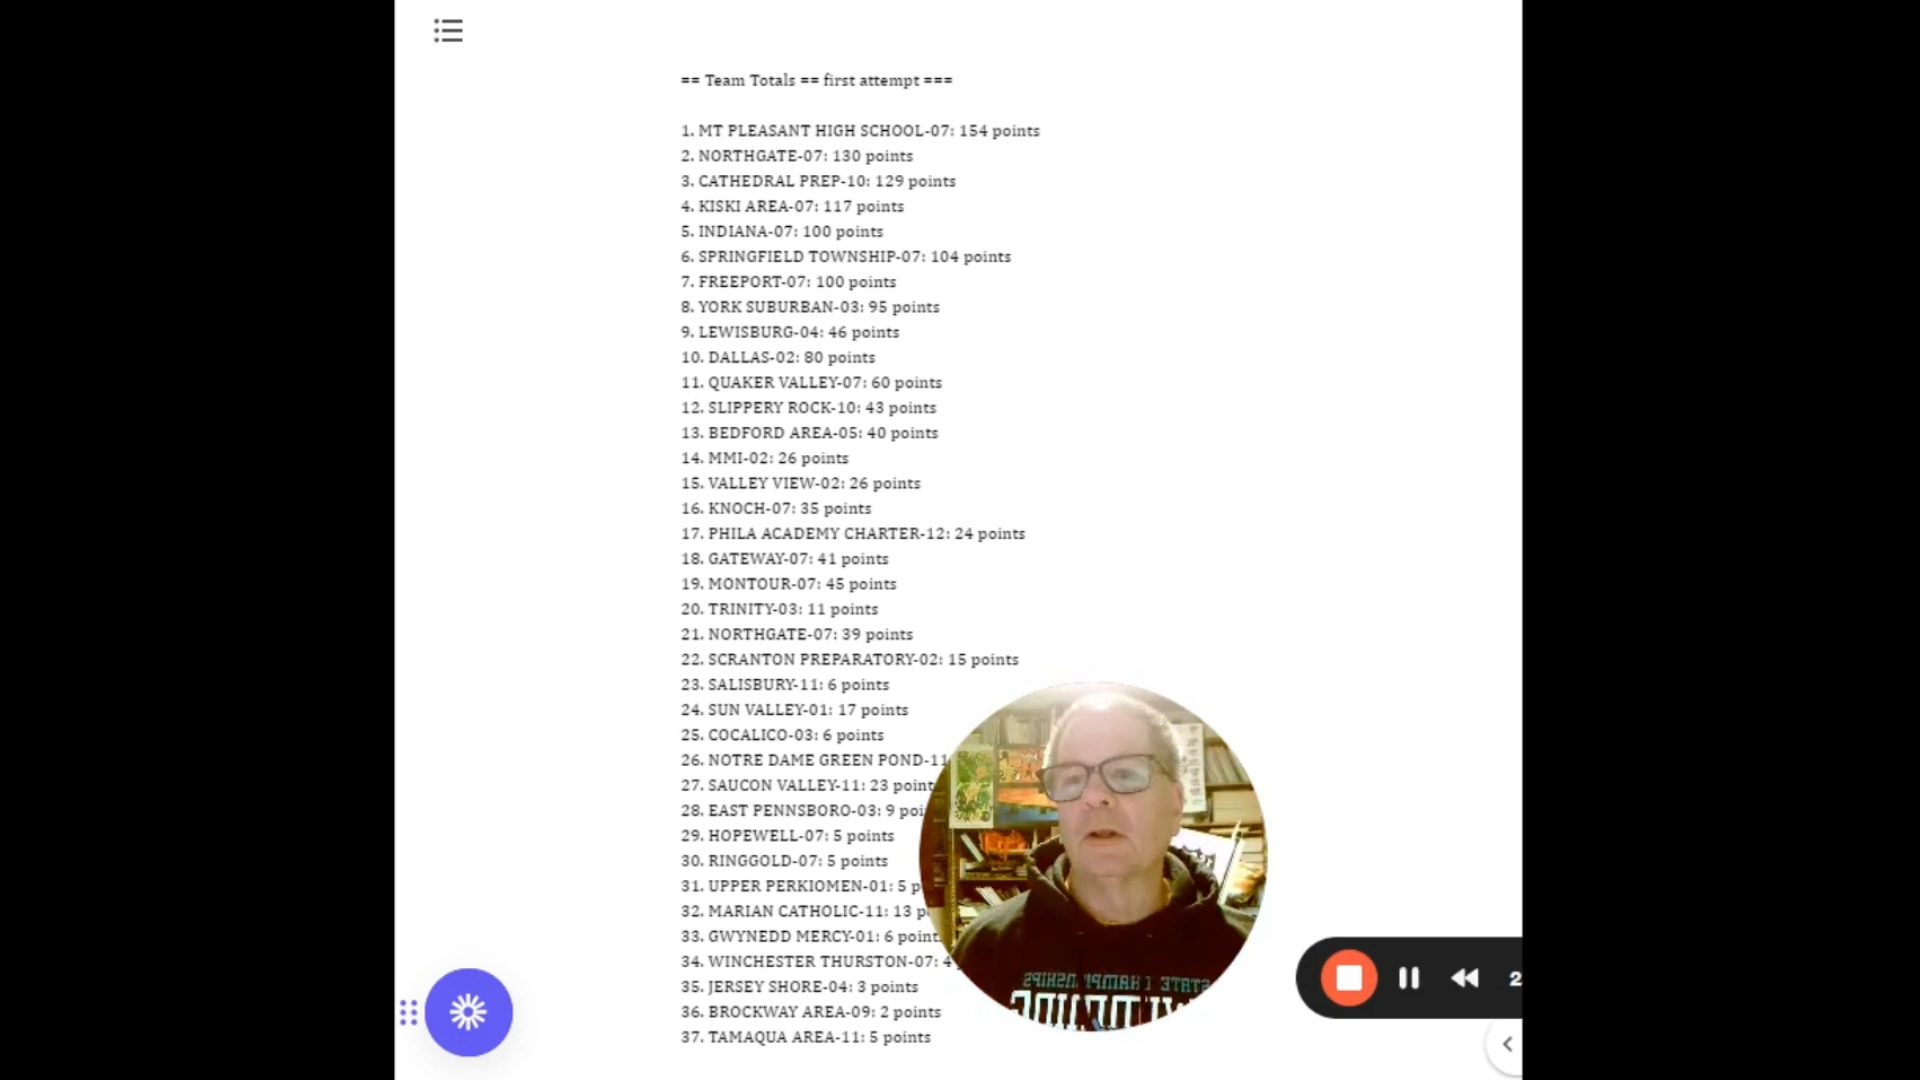 == Team Totals == first attempt ===
1. MT PLEASANT HIGH SCHOOL-07: 154 points
2. NORTHGATE-07: 130 points
3. CATHEDRAL PREP-10: 129 points
4. KISKI AREA-07: 117 points
5. INDIANA-07: 100 points
6. SPRINGFIELD TOWNSHIP-07: 104 points
7. FREEPORT-07: 100 points
8. YORK SUBURBAN-03: 95 points
9. LEWISBURG-04: 46 points
10. DALLAS-02: 80 points
11. QUAKER VALLEY-07: 60 points
12. SLIPPERY ROCK-10: 43 points
13. BEDFORD AREA-05: 40 points
14. MMI-02: 26 points
15. VALLEY VIEW-02: 26 points
16. KNOCH-07: 35 points
17. PHILA ACADEMY CHARTER-12: 24 points
18. GATEWAY-07: 41 points
19. MONTOUR-07: 45 points
20. TRINITY-03: 11 points
21. NORTHGATE-07: 39 points
22. SCRANTON PREPARATORY-02: 15 points
23. SALISBURY-11: 6 points
24. SUN VALLEY-01: 17 points
25. COCALICO-03: 6 points
26. NOTRE DAME GREEN POND-11
27. SAUCON VALLEY-11: 23 point
28. EAST PENNSBORO-03: 9 poi
29. HOPEWELL-07: 5 points
30. RINGGOLD-07: 5 points
31. UPPER PERKIOMEN-01: 5 p
32. MARIAN CATHOLIC-11: 13 p
33. GWYNEDD MERCY-01: 6 point
34. WINCHESTER THURSTON-07: 4
35. JERSEY SHORE-04: 3 points
36. BROCKWAY AREA-09: 2 points
37. TAMAQUA AREA-11: 5 points
STATE CHAMPIONSHIPS
2